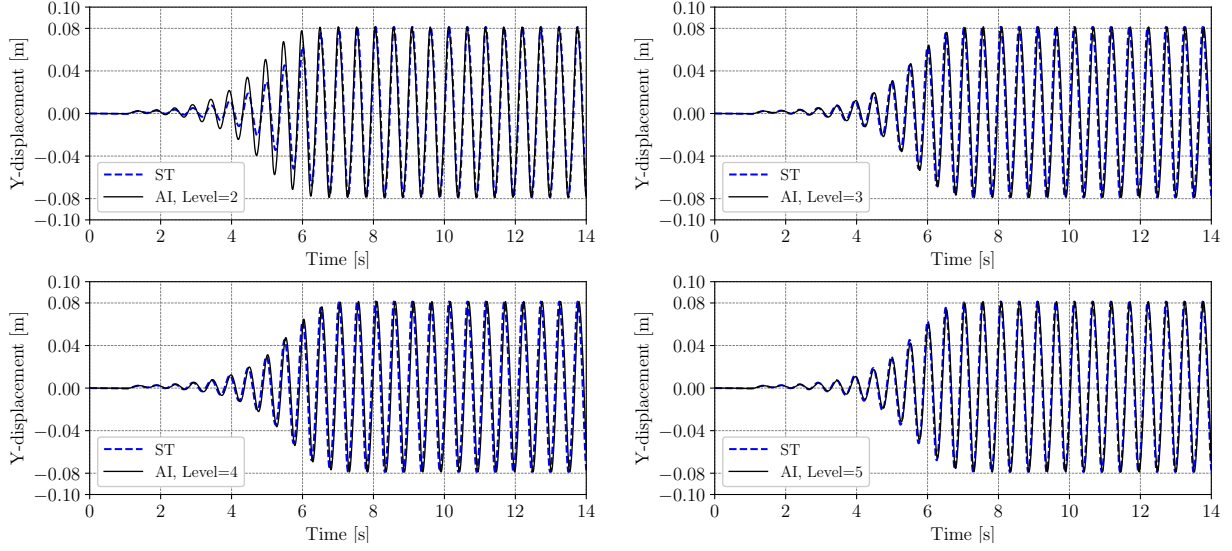 0.10
0.08
0.04
0.00
−0.04
−0.08
−0.10
Y-displacement [m]
ST
AI, Level=2
0 2 4 6 8 10 12 14
Time [s]
0.10
0.08
0.04
0.00
−0.04
−0.08
−0.10
Y-displacement [m]
ST
AI, Level=3
0 2 4 6 8 10 12 14
Time [s]
0.10
0.08
0.04
0.00
−0.04
−0.08
−0.10
Y-displacement [m]
ST
AI, Level=4
0 2 4 6 8 10 12 14
Time [s]
0.10
0.08
0.04
0.00
−0.04
−0.08
−0.10
Y-displacement [m]
ST
AI, Level=5
0 2 4 6 8 10 12 14
Time [s]